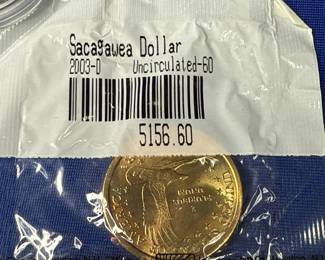 Sacagawea Dollar
2003-D Uncirculated-60
5156.60